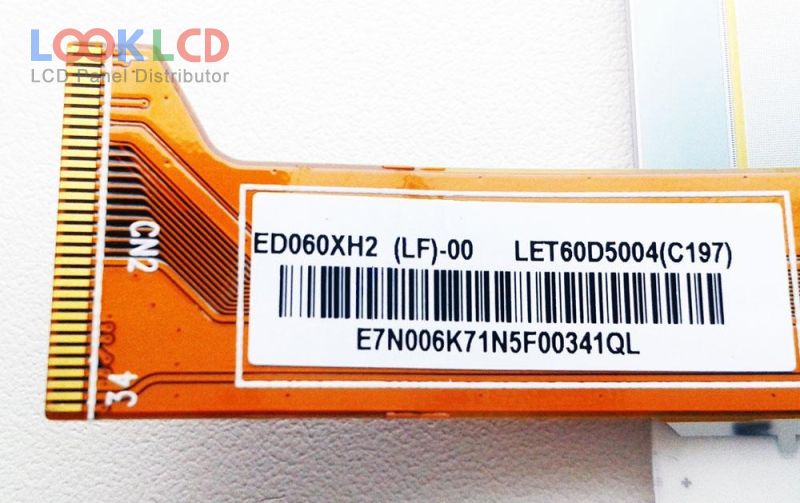 LOOKLCD
LCD Panel Distributor
CN2
ED060XH2 (LF)-00 LET60D5004(C197)
E7N006K71N5F00341QL
34